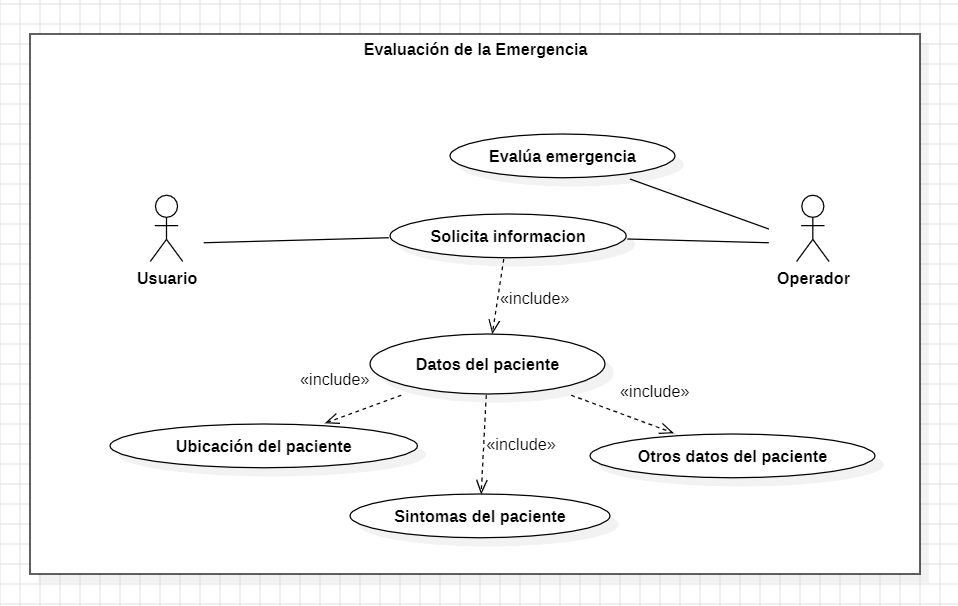 Evaluación de la Emergencia
Evalúa emergencia
Solicita informacion
Usuario
Operador
«include»
Datos del paciente
«include»
«include»
«include»
Ubicación del paciente
Otros datos del paciente
Sintomas del paciente